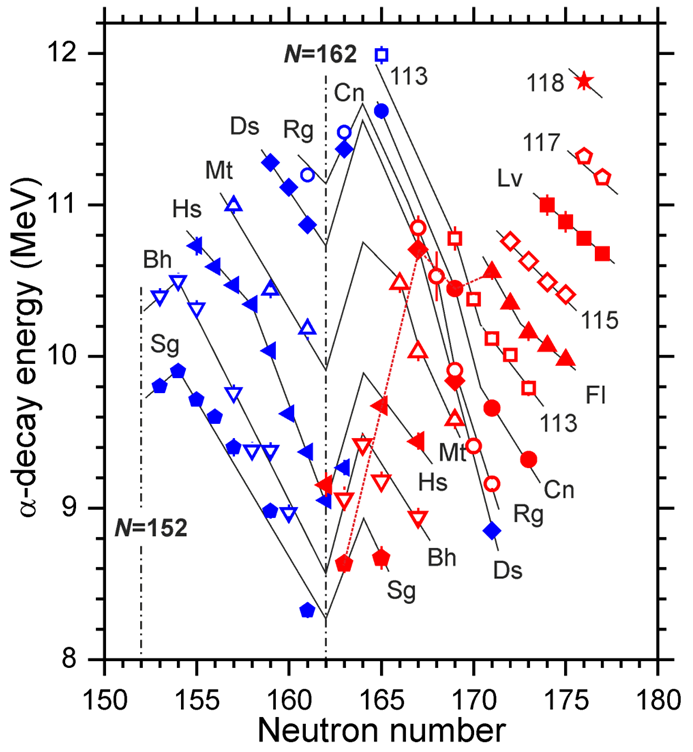 N=162
12
113
118
Cn
Ds
Rg
117
Mt
Lv
11
Hs
Bh
115
Sg
10
Fl
113
Mt
Hs
Cn
9
Rg
N=152
Bh
Ds
Sg
8
150
155
160
165
170
175
180
Neutron number
α-decay energy (MeV)